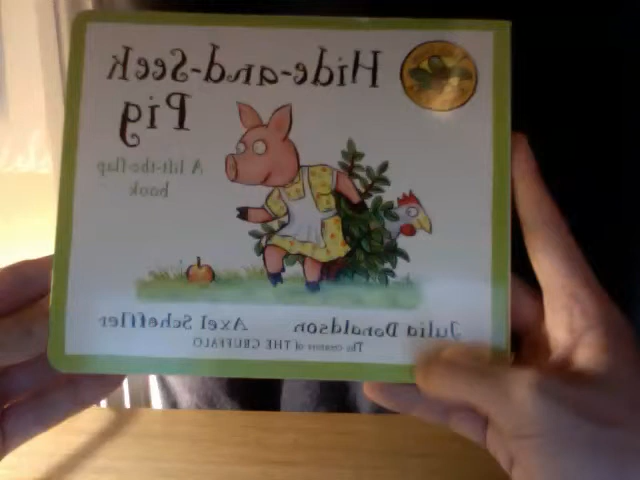 Hide-and-Seek
Pig
A lift-the-flap
book
Julia Donaldson Axel Scheffler
The creators of THE GRUFFALO